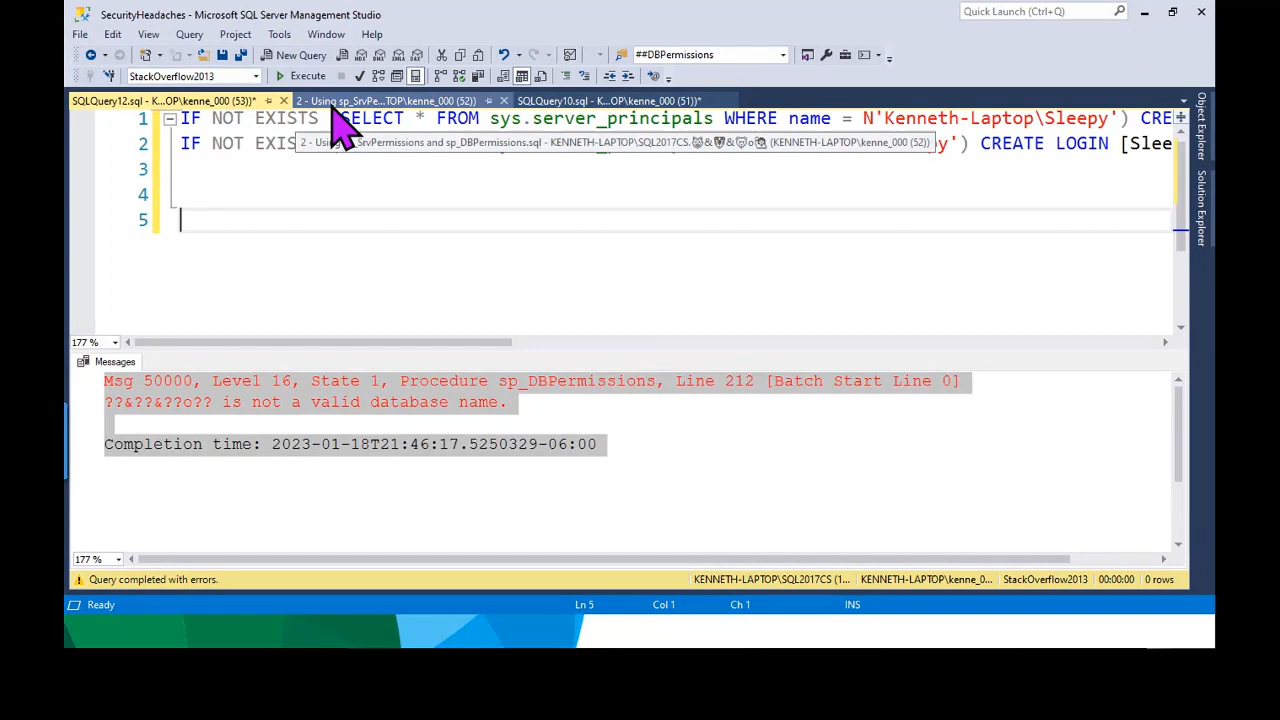 SecurityHeadaches - Microsoft SQL Server Management Studio
Quick Launch (Ctrl+Q)
File Edit View Query Project Tools Window Help
New Query ##DBPermissions
StackOverflow2013 Execute
SQLQuery12.sql - K...OP\kenne_000 (53))* 2 - Using sp_SrvPe...TOP\kenne_000 (52)) SQLQuery10.sql - K...OP\kenne_000 (51))*
1 IF NOT EXISTS (SELECT * FROM sys.server_principals WHERE name = N'Kenneth-Laptop\Sleepy') CRE
2 - Using sp_SrvPermissions and sp_DBPermissions.sql - KENNETH-LAPTOP\SQL2017CS.😺&🐶&🐱o🙊 (KENNETH-LAPTOP\kenne_000 (52))
2 IF NOT EXIS y') CREATE LOGIN [Slee
3
4
5
177 %
Messages
Msg 50000, Level 16, State 1, Procedure sp_DBPermissions, Line 212 [Batch Start Line 0]
??&??&??o?? is not a valid database name.
Completion time: 2023-01-18T21:46:17.5250329-06:00
177 %
Query completed with errors. KENNETH-LAPTOP\SQL2017CS (1... KENNETH-LAPTOP\kenne_0... StackOverflow2013 00:00:00 0 rows
Ready Ln 5 Col 1 Ch 1 INS
Object Explorer
Solution Explorer